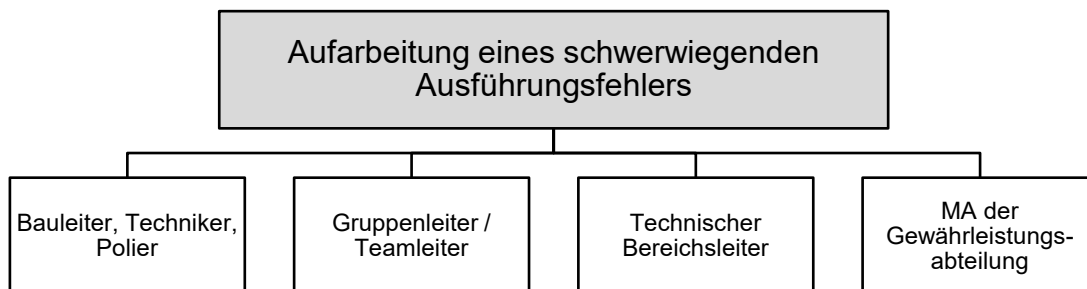 Aufarbeitung eines schwerwiegenden
Ausführungsfehlers
Bauleiter, Techniker,
Polier
Gruppenleiter /
Teamleiter
Technischer
Bereichsleiter
MA der
Gewährleistungs-
abteilung